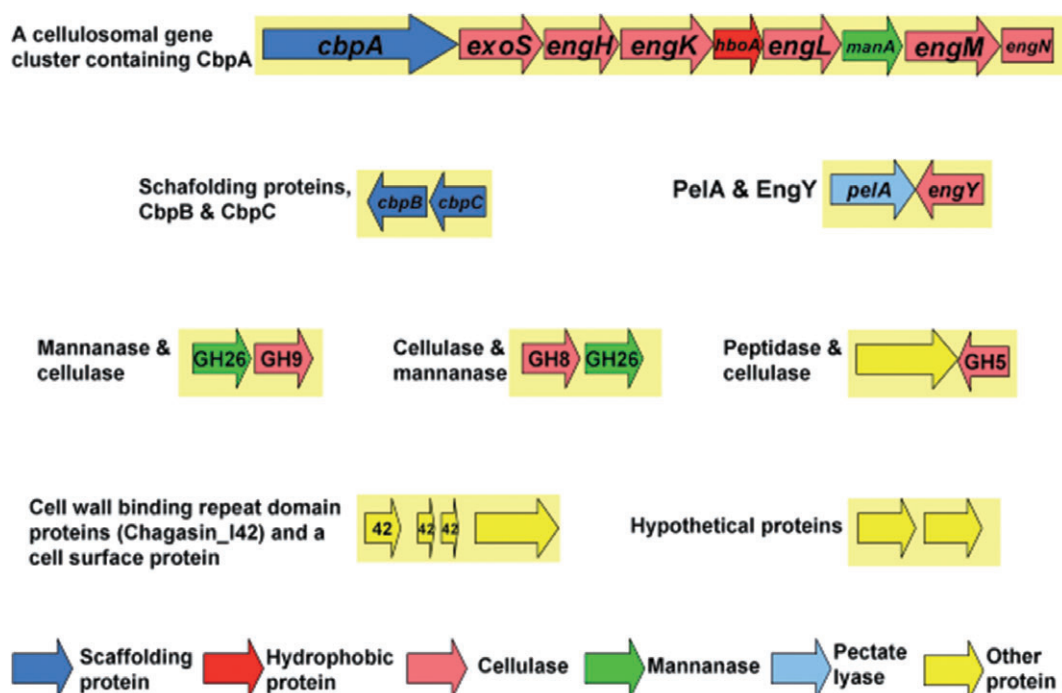 A cellulosomal gene
cluster containing CbpA
cbpA exoS engH engK hboA engL manA engM engN
Schafolding proteins,
CbpB & CbpC
cbpB cbpC
PelA & EngY
pelA engY
Mannanase &
cellulase
GH26 GH9
Cellulase &
mannanase
GH8 GH26
Peptidase &
cellulase
GH5
Cell wall binding repeat domain
proteins (Chagasin_I42) and a
cell surface protein
42 42 42
Hypothetical proteins
Scaffolding
protein
Hydrophobic
protein
Cellulase
Mannanase
Pectate
lyase
Other
protein